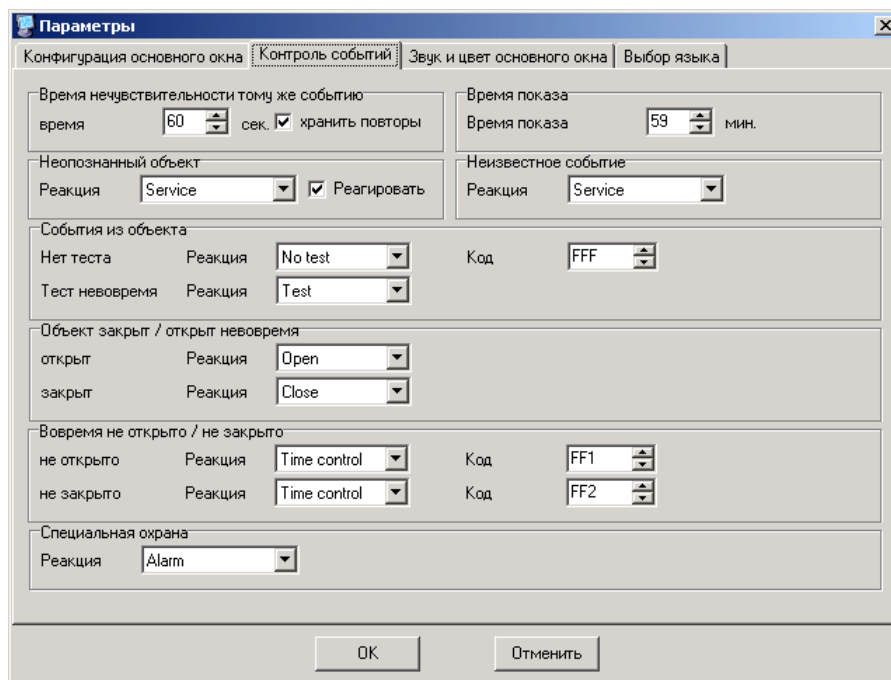 Параметры
Конфигурация основного окна Контроль событий Звук и цвет основного окна Выбор языка
Время нечувствительности тому же событию Время показа
время 60 сек. хранить повторы Время показа 59 мин.
Неопознанный объект Неизвестное событие
Реакция Service Реагировать Реакция Service
События из объекта
Нет теста Реакция No test Код FFF
Тест невовремя Реакция Test
Объект закрыт / открыт невовремя
открыт Реакция Open
закрыт Реакция Close
Вовремя не открыто / не закрыто
не открыто Реакция Time control Код FF1
не закрыто Реакция Time control Код FF2
Специальная охрана
Реакция Alarm
OK Отменить